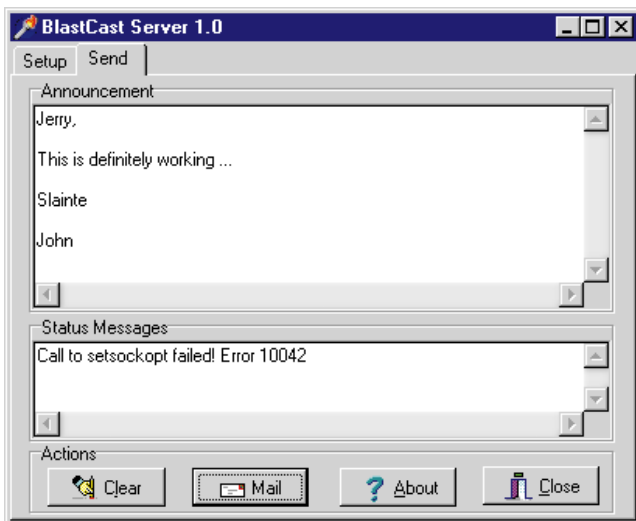 BlastCast Server 1.0
Setup Send
Announcement
Jerry,
This is definitely working ...
Slainte
John
Status Messages
Call to setsockopt failed! Error 10042
Actions
Clear Mail About Close